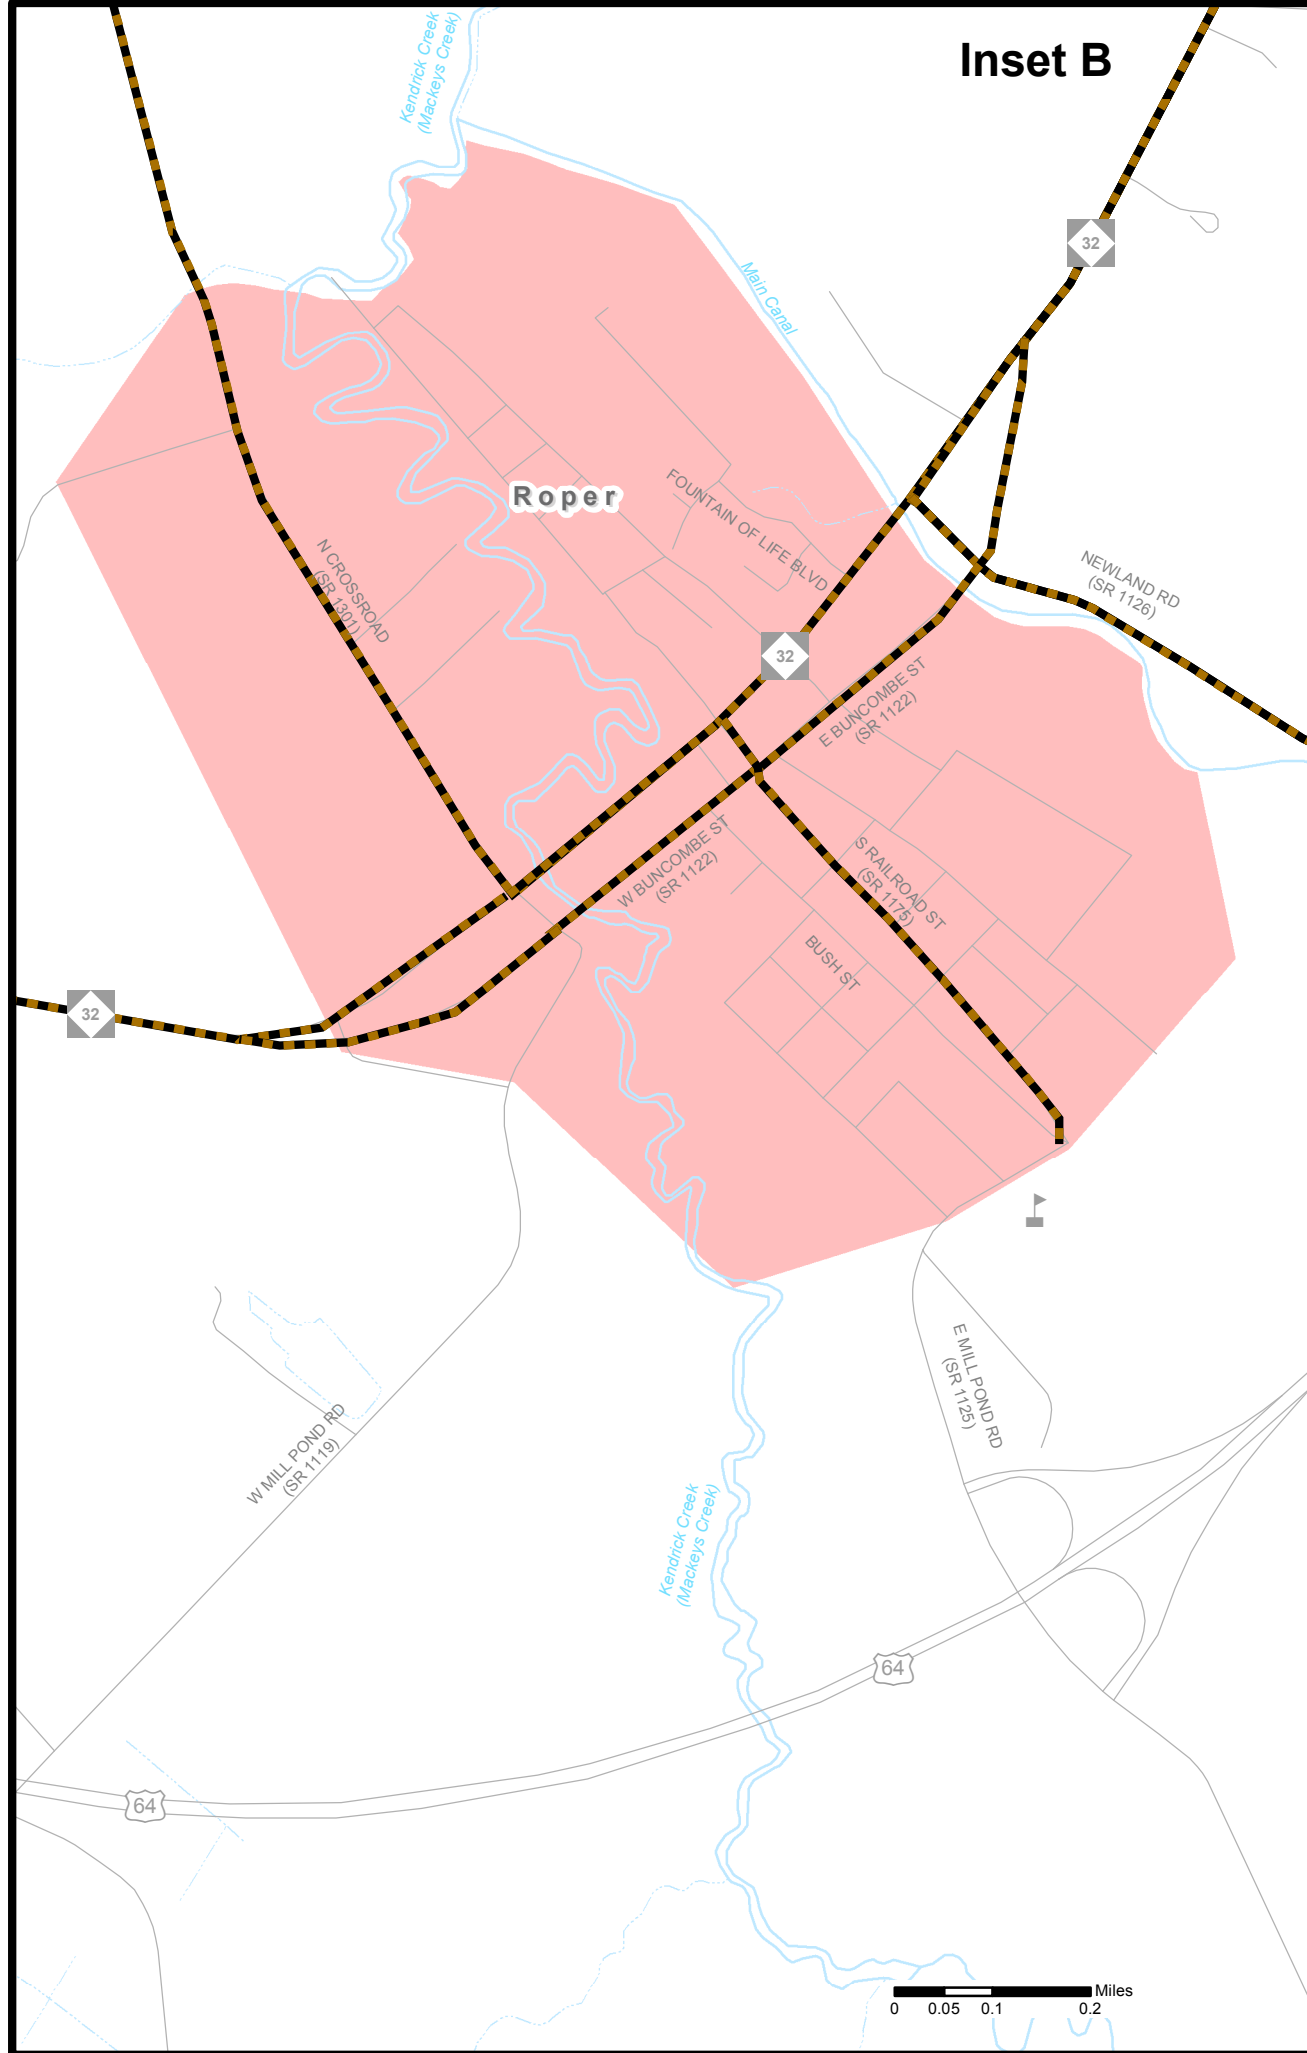 Inset B
Kendrick Creek
(Mackeys Creek)
32
Main Canal
Roper
FOUNTAIN OF LIFE BLVD
N CROSSROAD
(SR 1301)
NEWLAND RD
(SR 1126)
32
E BUNCOMBE ST
(SR 1122)
W BUNCOMBE ST
(SR 1122)
S RAILROAD ST
(SR 1175)
BUSH ST
32
E MILL POND RD
(SR 1125)
W MILL POND RD
(SR 1119)
Kendrick Creek
(Mackeys Creek)
64
64
Miles
0 0.05 0.1 0.2